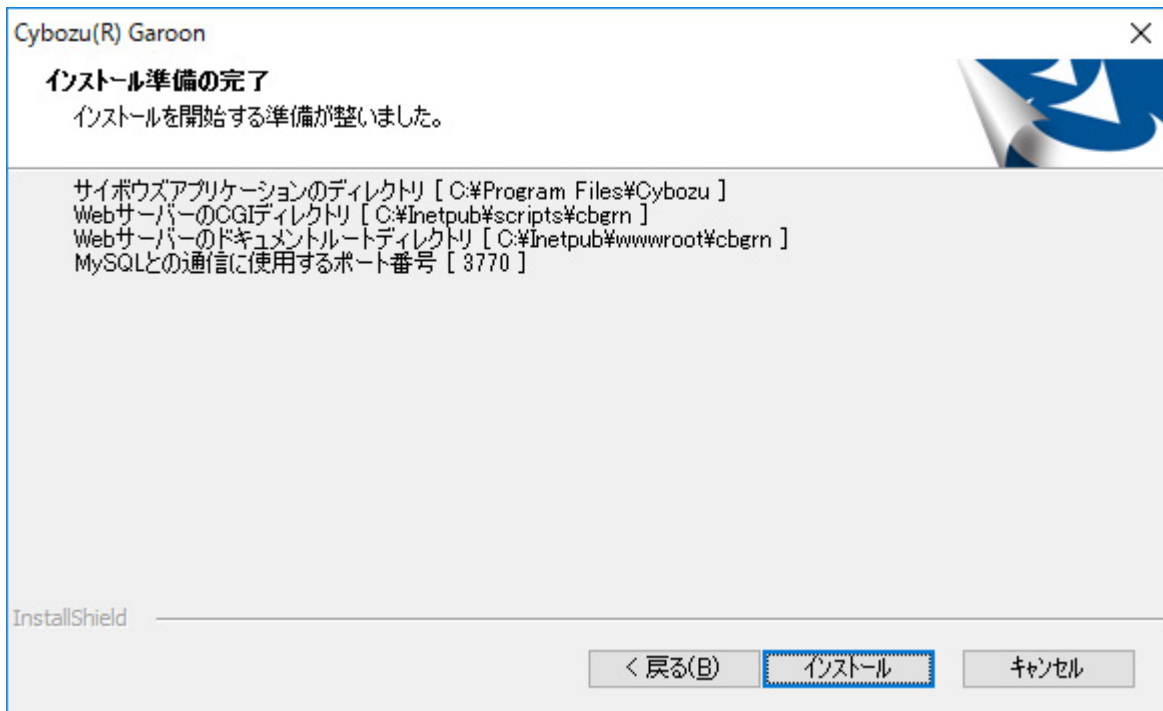 Cybozu(R) Garoon
インストール準備の完了
インストールを開始する準備が整いました。
サイボウズアプリケーションのディレクトリ [ C:¥Program Files¥Cybozu ]
WebサーバーのCGIディレクトリ [ C:¥Inetpub¥scripts¥cbgrn ]
Webサーバーのドキュメントルートディレクトリ [ C:¥Inetpub¥wwwroot¥cbgrn ]
MySQLとの通信に使用するポート番号 [ 3770 ]
InstallShield
< 戻る(B) インストール キャンセル